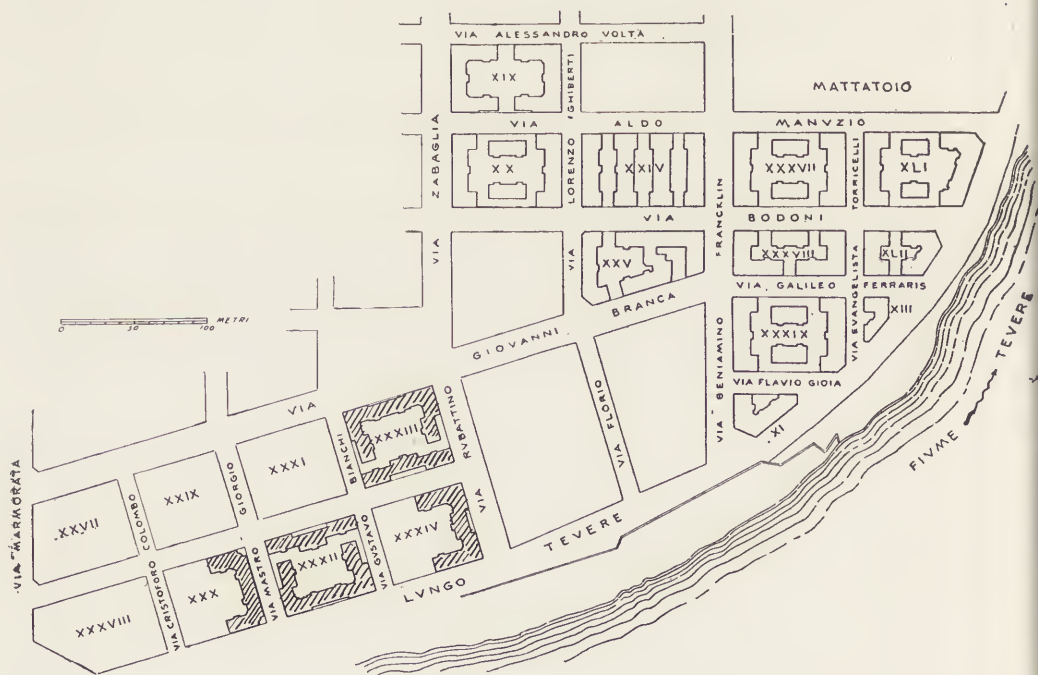 VIA ALESSANDRO VOLTA
XIX
GHIBERTI
MATTATOIO
VIA ALDO MANVZIO
ZABAGLIA
XX
LORENZO
XXIV
XXXVII
TORRICELLI
XLI
VIA BODONI
FRANCKLIN
VIA
VIA
XXV
XXXVIII
XLII
EVANGELISTA
BRANCA
VIA GALILEO FERRARIS
METRI
0 50 100
XIII
GIOVANNI
XXXIX
VIA
BENIAMINO
VIA
TEVERE
VIA FLAVIO GIOIA
VIA
XXXIII
RVBATTINO
VIA FLORIO
XI
FIVME
BIANCHI
XXXI
GIORGIO
XXIX
VIA MARMORATA
XXVII
COLOMBO
VIA
XXXIV
TEVERE
VIA GUSTAVO
XXXII
VIA MASTRO
XXX
LVNGO
VIA CRISTOFORO
XXXVIII